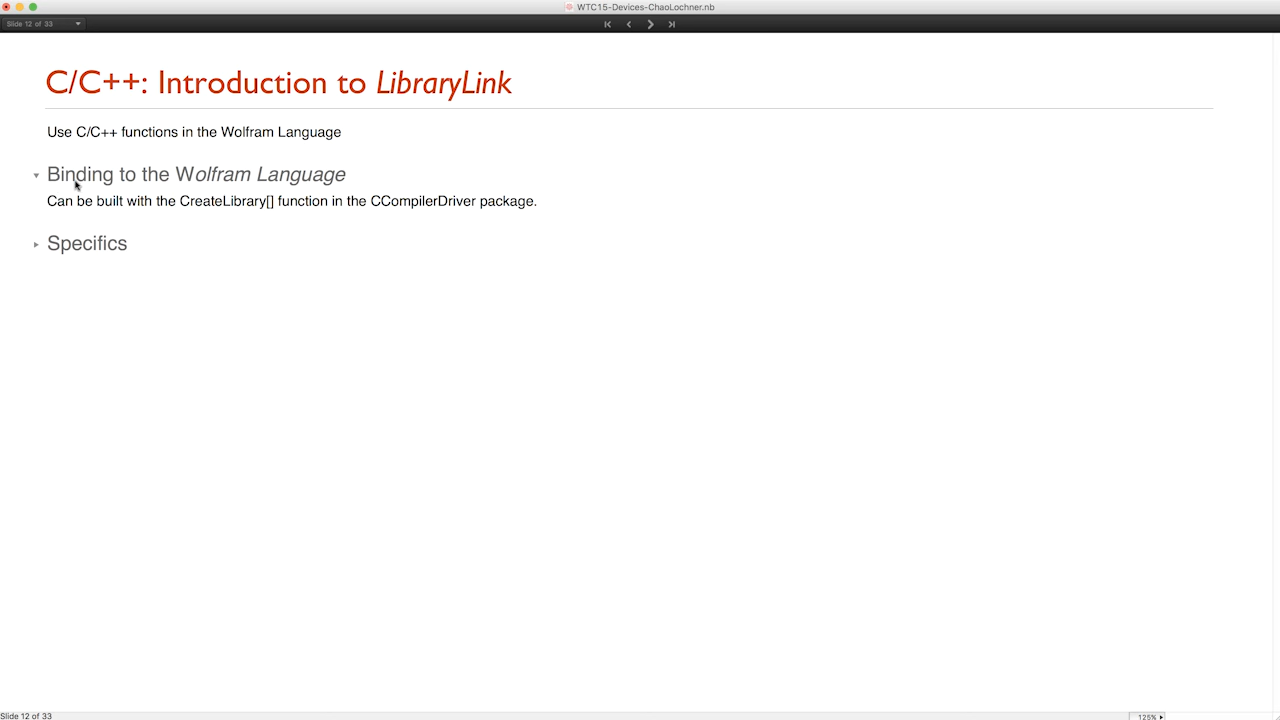 WTC15-Devices-ChaoLochner.nb
Slide 12 of 33
C/C++: Introduction to LibraryLink
Use C/C++ functions in the Wolfram Language
Binding to the Wolfram Language
Can be built with the CreateLibrary[] function in the CCompilerDriver package.
Specifics
Slide 12 of 33
125%